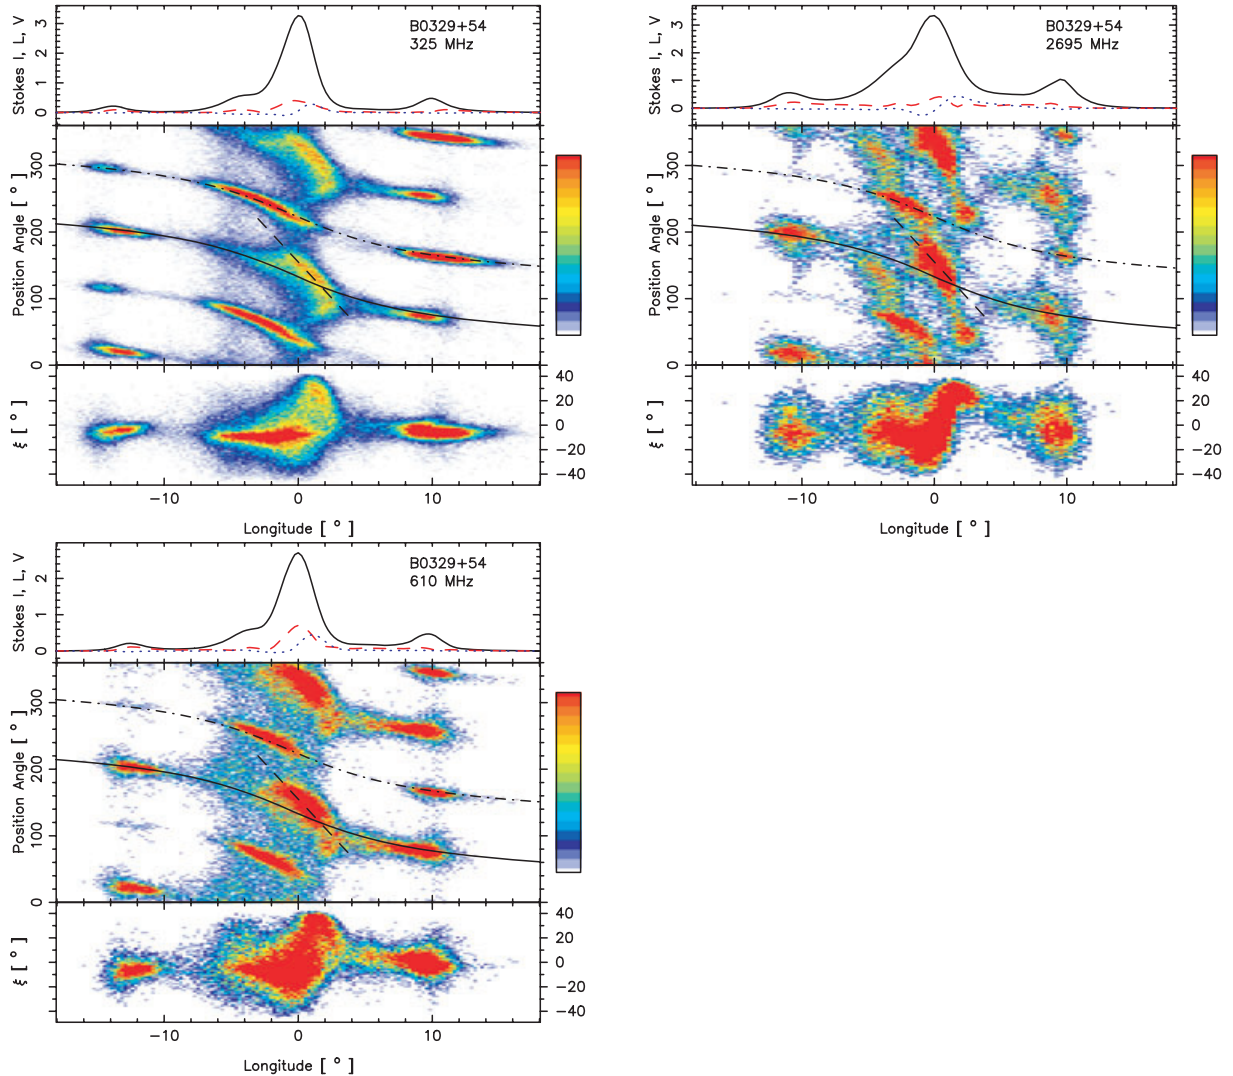 B0329+54
325 MHz
Stokes I, L, V
0 1 2 3
Position Angle [ ° ]
0 100 200 300
ξ [ ° ]
40
20
0
−20
−40
−10 0 10
Longitude [ ° ]
B0329+54
2695 MHz
Stokes I, L, V
0 1 2 3
Position Angle [ ° ]
0 100 200 300
ξ [ ° ]
40
20
0
−20
−40
−10 0 10
Longitude [ ° ]
B0329+54
610 MHz
Stokes I, L, V
0 1 2
Position Angle [ ° ]
0 100 200 300
ξ [ ° ]
40
20
0
−20
−40
−10 0 10
Longitude [ ° ]